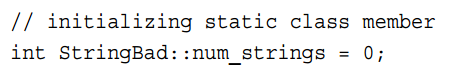 // initializing static class member
int StringBad::num_strings = 0;